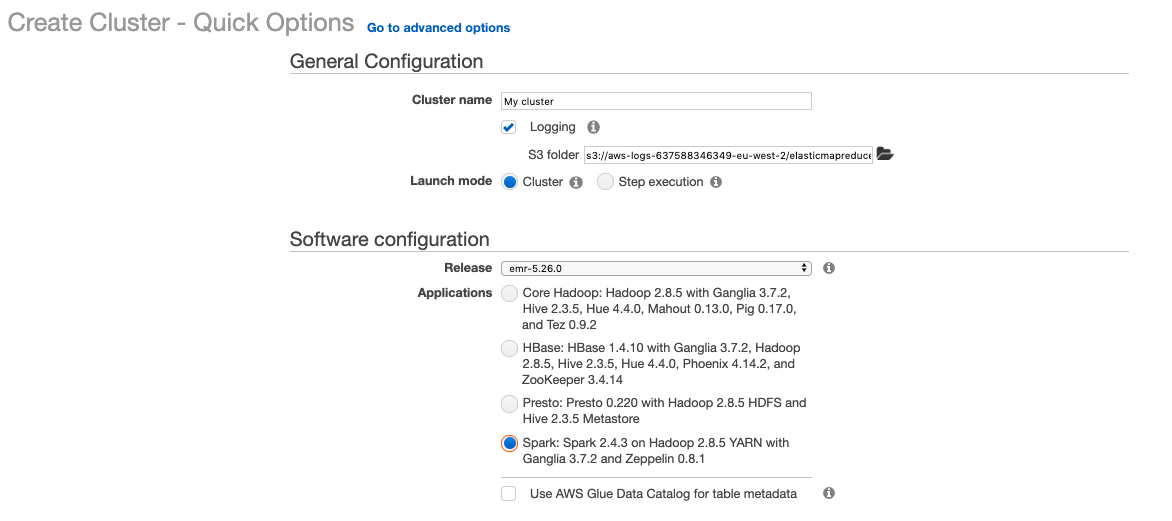 Create Cluster - Quick Options Go to advanced options
General Configuration
Cluster name My cluster
Logging
S3 folder s3://aws-logs-637588346349-eu-west-2/elasticmapreduce
Launch mode Cluster Step execution
Software configuration
Release emr-5.26.0
Applications Core Hadoop: Hadoop 2.8.5 with Ganglia 3.7.2,
Hive 2.3.5, Hue 4.4.0, Mahout 0.13.0, Pig 0.17.0,
and Tez 0.9.2
HBase: HBase 1.4.10 with Ganglia 3.7.2, Hadoop
2.8.5, Hive 2.3.5, Hue 4.4.0, Phoenix 4.14.2, and
ZooKeeper 3.4.14
Presto: Presto 0.220 with Hadoop 2.8.5 HDFS and
Hive 2.3.5 Metastore
Spark: Spark 2.4.3 on Hadoop 2.8.5 YARN with
Ganglia 3.7.2 and Zeppelin 0.8.1
Use AWS Glue Data Catalog for table metadata